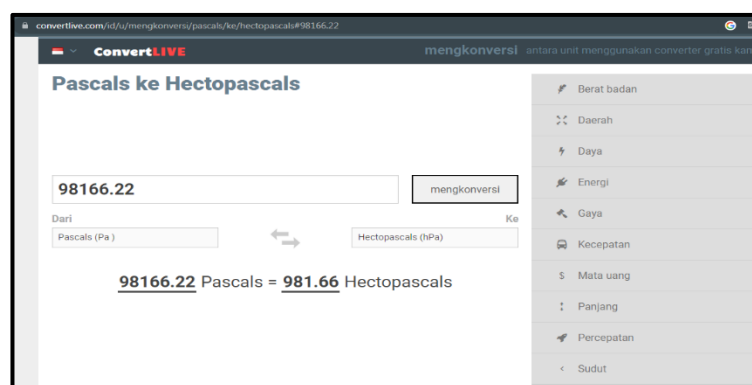 convertlive.com/id/u/mengkonversi/pascals/ke/hectopascals#98166.22
ConvertLIVE
mengkonversi antara unit menggunakan converter gratis kam
Pascals ke Hectopascals
98166.22
mengkonversi
Dari
Ke
Pascals (Pa )
Hectopascals (hPa)
98166.22 Pascals = 981.66 Hectopascals
Berat badan
Daerah
Daya
Energi
Gaya
Kecepatan
$ Mata uang
Panjang
Percepatan
Sudut